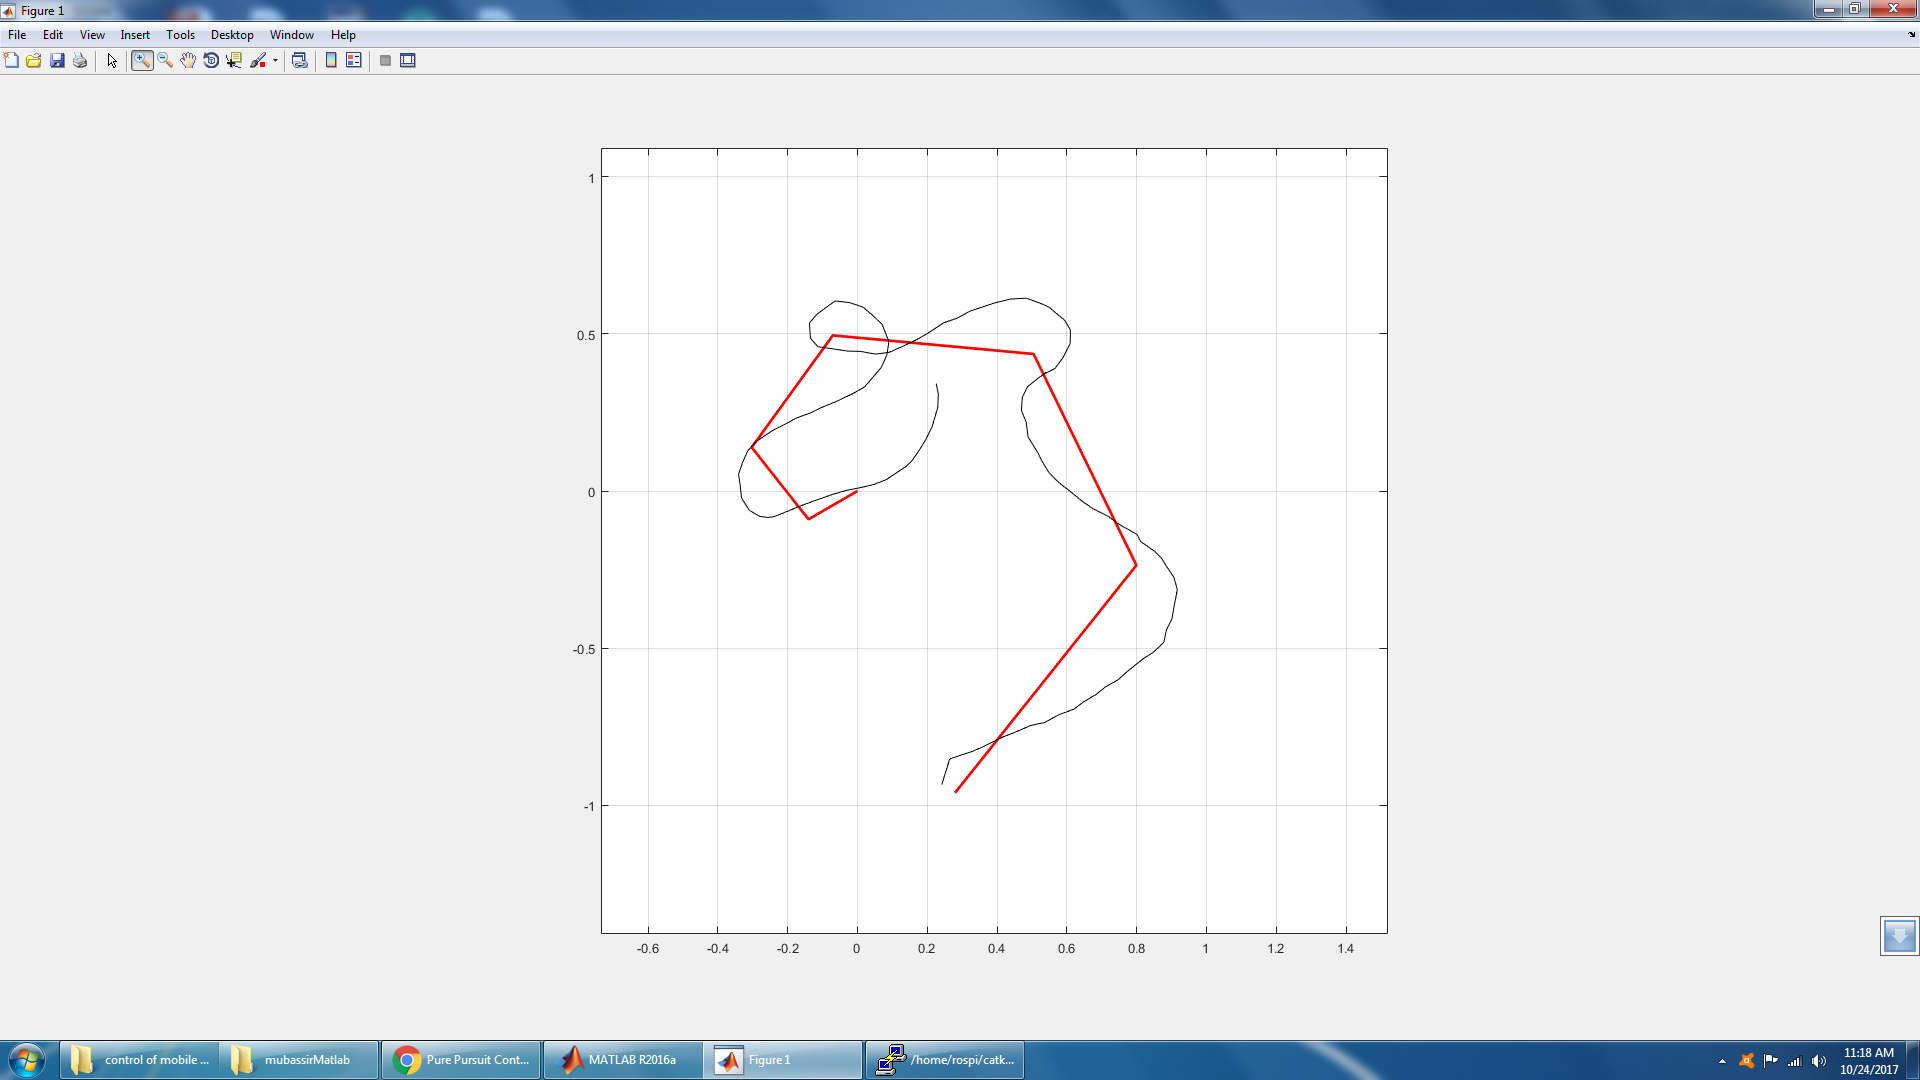 Figure 1
File Edit View Insert Tools Desktop Window Help
1
0.5
0
-0.5
-1
-0.6 -0.4 -0.2 0 0.2 0.4 0.6 0.8 1 1.2 1.4
control of mobile ... mubassirMatlab Pure Pursuit Cont... MATLAB R2016a Figure 1 /home/rospi/catk...
11:18 AM
10/24/2017